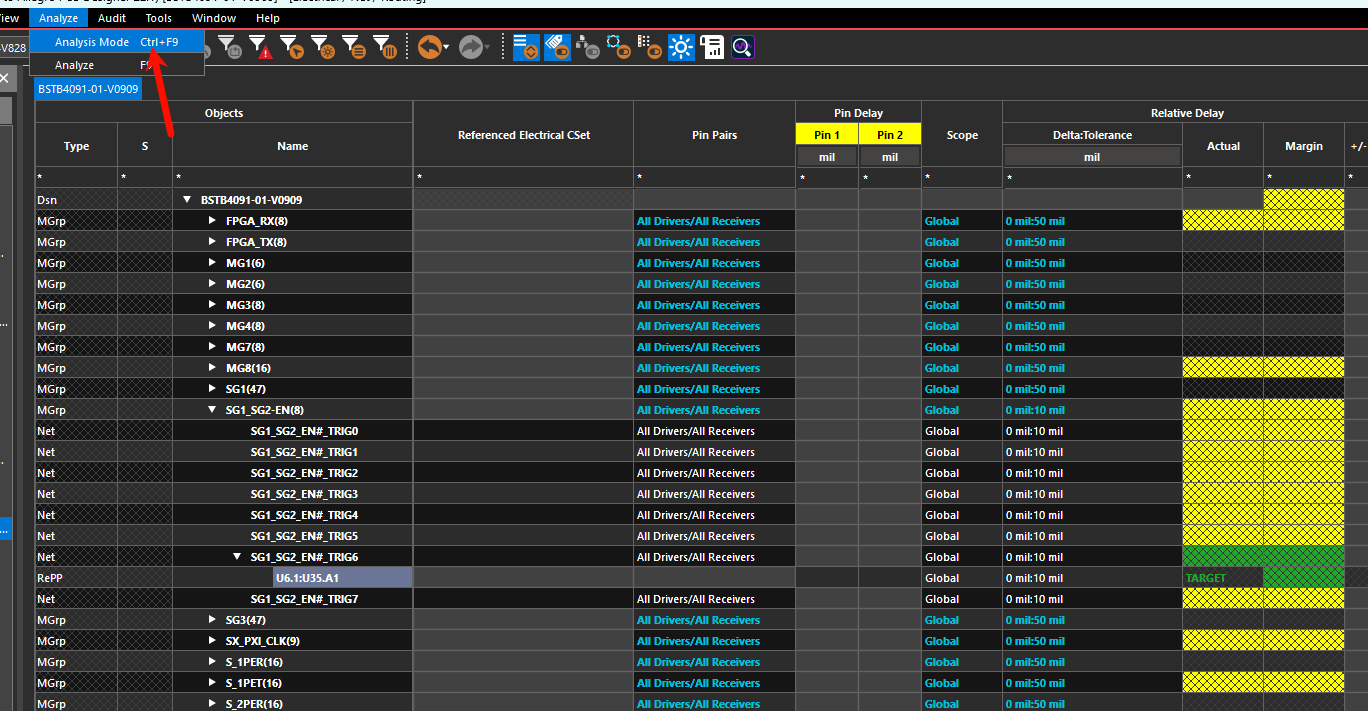 View Analyze Audit Tools Window Help
-V828
Analysis Mode Ctrl+F9
Analyze
BSTB4091-01-V0909
Objects Pin Delay Relative Delay
Type S Name Referenced Electrical CSet Pin Pairs Pin 1 Pin 2 Scope Delta:Tolerance Actual Margin +/-
mil mil mil
* * * * * * * * * * * *
Dsn ▼ BSTB4091-01-V0909
MGrp ▶ FPGA_RX(8) All Drivers/All Receivers Global 0 mil:50 mil
MGrp ▶ FPGA_TX(8) All Drivers/All Receivers Global 0 mil:50 mil
MGrp ▶ MG1(6) All Drivers/All Receivers Global 0 mil:50 mil
MGrp ▶ MG2(6) All Drivers/All Receivers Global 0 mil:50 mil
MGrp ▶ MG3(8) All Drivers/All Receivers Global 0 mil:50 mil
MGrp ▶ MG4(8) All Drivers/All Receivers Global 0 mil:50 mil
MGrp ▶ MG7(8) All Drivers/All Receivers Global 0 mil:50 mil
MGrp ▶ MG8(16) All Drivers/All Receivers Global 0 mil:50 mil
MGrp ▶ SG1(47) All Drivers/All Receivers Global 0 mil:50 mil
MGrp ▼ SG1_SG2-EN(8) All Drivers/All Receivers Global 0 mil:10 mil
Net SG1_SG2_EN#_TRIG0 All Drivers/All Receivers Global 0 mil:10 mil
Net SG1_SG2_EN#_TRIG1 All Drivers/All Receivers Global 0 mil:10 mil
Net SG1_SG2_EN#_TRIG2 All Drivers/All Receivers Global 0 mil:10 mil
Net SG1_SG2_EN#_TRIG3 All Drivers/All Receivers Global 0 mil:10 mil
Net SG1_SG2_EN#_TRIG4 All Drivers/All Receivers Global 0 mil:10 mil
Net SG1_SG2_EN#_TRIG5 All Drivers/All Receivers Global 0 mil:10 mil
Net ▼ SG1_SG2_EN#_TRIG6 All Drivers/All Receivers Global 0 mil:10 mil
RePP U6.1:U35.A1 Global 0 mil:10 mil TARGET
Net SG1_SG2_EN#_TRIG7 All Drivers/All Receivers Global 0 mil:10 mil
MGrp ▶ SG3(47) All Drivers/All Receivers Global 0 mil:50 mil
MGrp ▶ SX_PXI_CLK(9) All Drivers/All Receivers Global 0 mil:50 mil
MGrp ▶ S_1PER(16) All Drivers/All Receivers Global 0 mil:50 mil
MGrp ▶ S_1PET(16) All Drivers/All Receivers Global 0 mil:50 mil
MGrp ▶ S_2PER(16) All Drivers/All Receivers Global 0 mil:50 mil